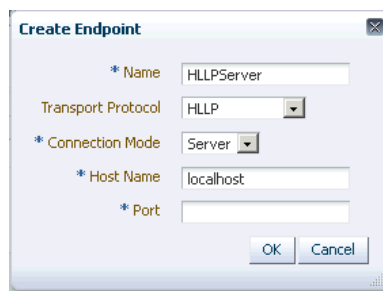 Create Endpoint
* Name HLLPServer
Transport Protocol HLLP
* Connection Mode Server
* Host Name localhost
* Port
OK Cancel